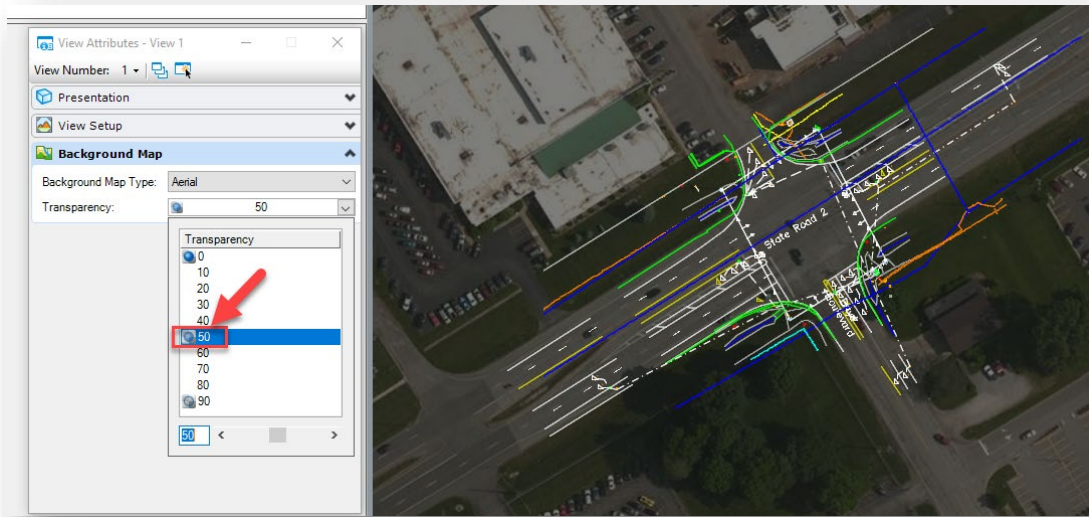 View Attributes - View 1
View Number: 1
Presentation
View Setup
Background Map
Background Map Type: Aerial
Transparency: 50
Transparency
0
10
20
30
40
50
60
70
80
90
50
State Road 2
Boulevard